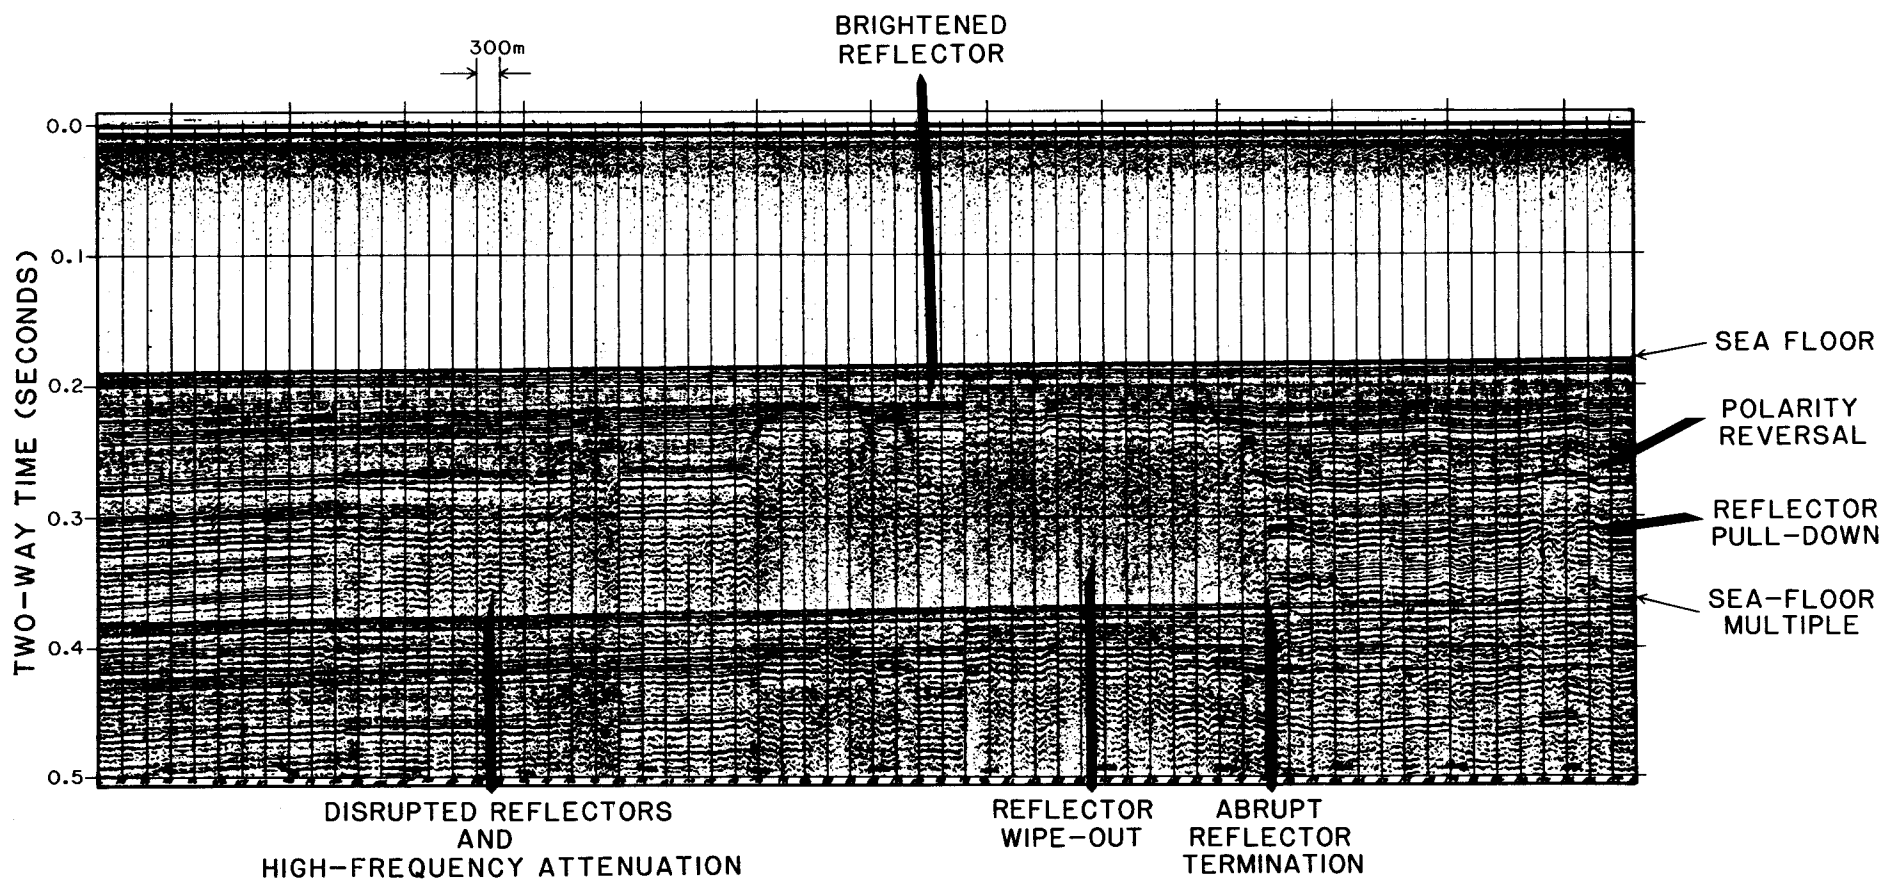 BRIGHTENED
REFLECTOR
300m
0.0
0.1
0.2
0.3
0.4
0.5
TWO-WAY TIME (SECONDS)
SEA FLOOR
POLARITY
REVERSAL
REFLECTOR
PULL-DOWN
SEA-FLOOR
MULTIPLE
DISRUPTED REFLECTORS
AND
HIGH-FREQUENCY ATTENUATION
REFLECTOR
WIPE-OUT
ABRUPT
REFLECTOR
TERMINATION